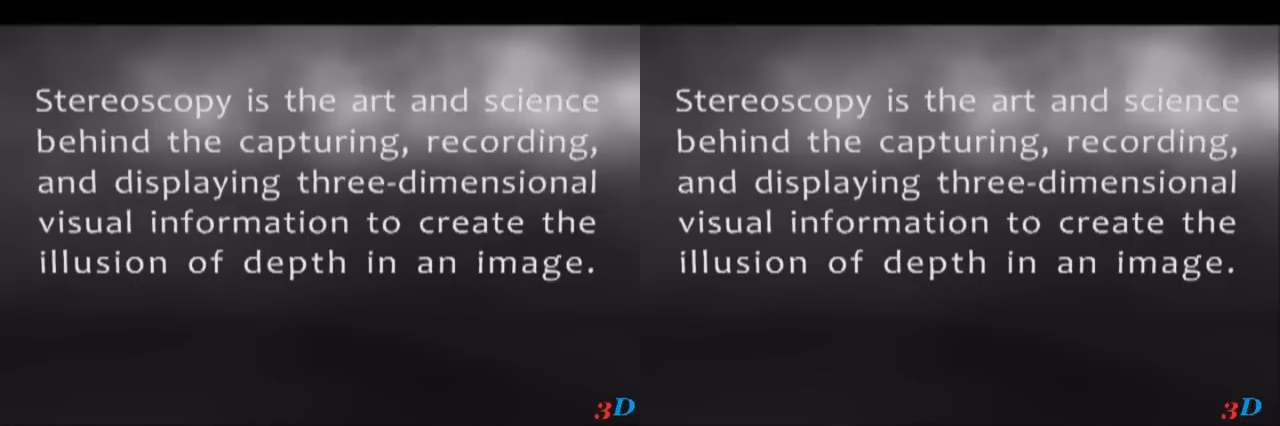 Stereoscopy is the art and science
behind the capturing, recording,
and displaying three-dimensional
visual information to create the
illusion of depth in an image.
3D
Stereoscopy is the art and science
behind the capturing, recording,
and displaying three-dimensional
visual information to create the
illusion of depth in an image.
3D